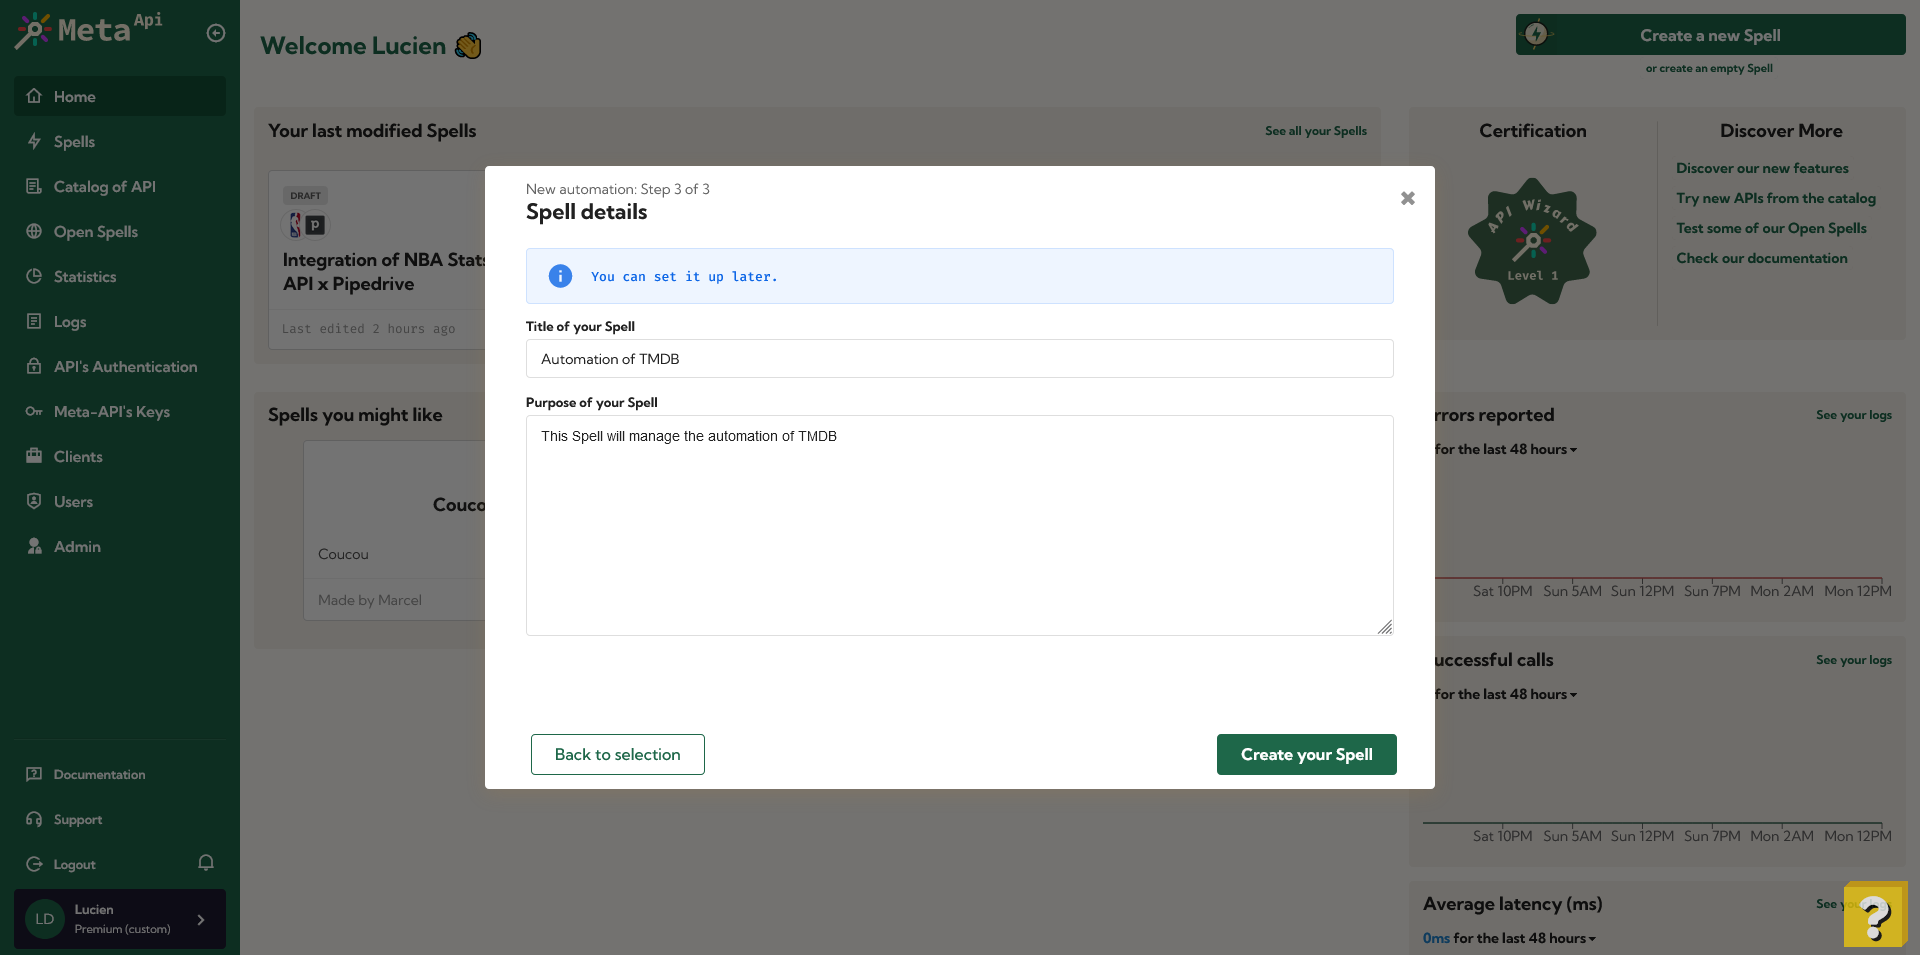 Meta Api
Home
Spells
Catalog of API
Open Spells
Statistics
Logs
API's Authentication
Meta-API's Keys
Clients
Users
Admin
Documentation
Support
Logout
LD
Lucien
Premium (custom)
Welcome Lucien
Create a new Spell
or create an empty Spell
Your last modified Spells
See all your Spells
DRAFT
p
Integration of NBA Stats
API x Pipedrive
Last edited 2 hours ago
Spells you might like
Couco
Coucou
Made by Marcel
New automation: Step 3 of 3
Spell details
You can set it up later.
Title of your Spell
Automation of TMDB
Purpose of your Spell
This Spell will manage the automation of TMDB
Back to selection
Create your Spell
Certification
API Wizard
Level 1
Discover More
Discover our new features
Try new APIs from the catalog
Test some of our Open Spells
Check our documentation
rrors reported
See your logs
for the last 48 hours
Sat 10PM Sun 5AM Sun 12PM Sun 7PM Mon 2AM Mon 12PM
uccessful calls
See your logs
for the last 48 hours
Sat 10PM Sun 5AM Sun 12PM Sun 7PM Mon 2AM Mon 12PM
Average latency (ms)
See your logs
0ms for the last 48 hours
?